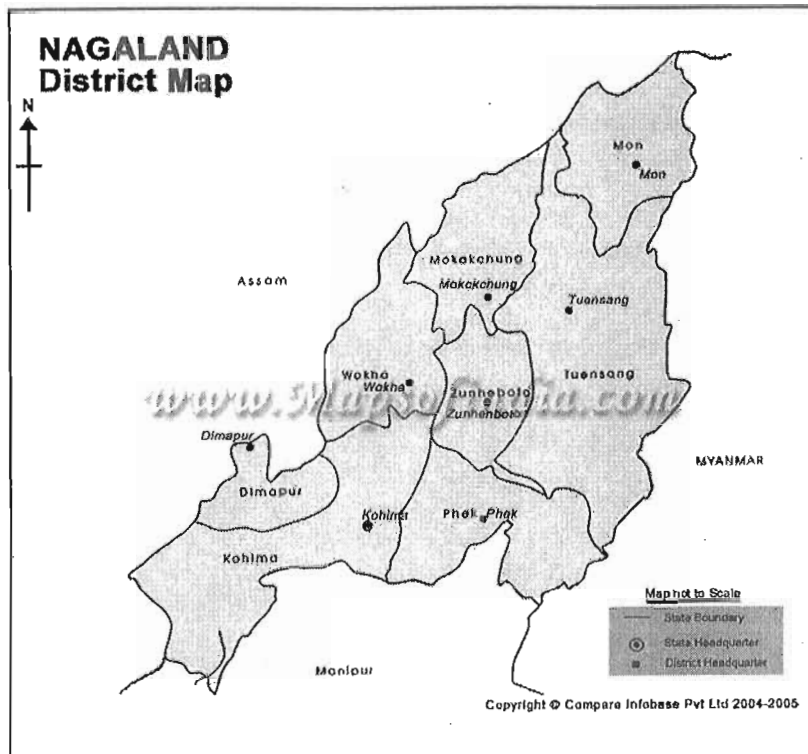 NAGALAND
District Map
N
Mon
Mon
Mokokchung
Mokokchung
Assam
Tuensang
Wokha
Wokha
Zunheboto
Tuensang
Zunhenboton
www.MapsofIndia.com
Dimapur
MYANMAR
Dimapur
Kohima
Phek
Phek
Kohima
Map not to Scale
State Boundary
State Headquarter
District Headquarter
Manipur
Copyright © Compare Infobase Pvt Ltd 2004-2005